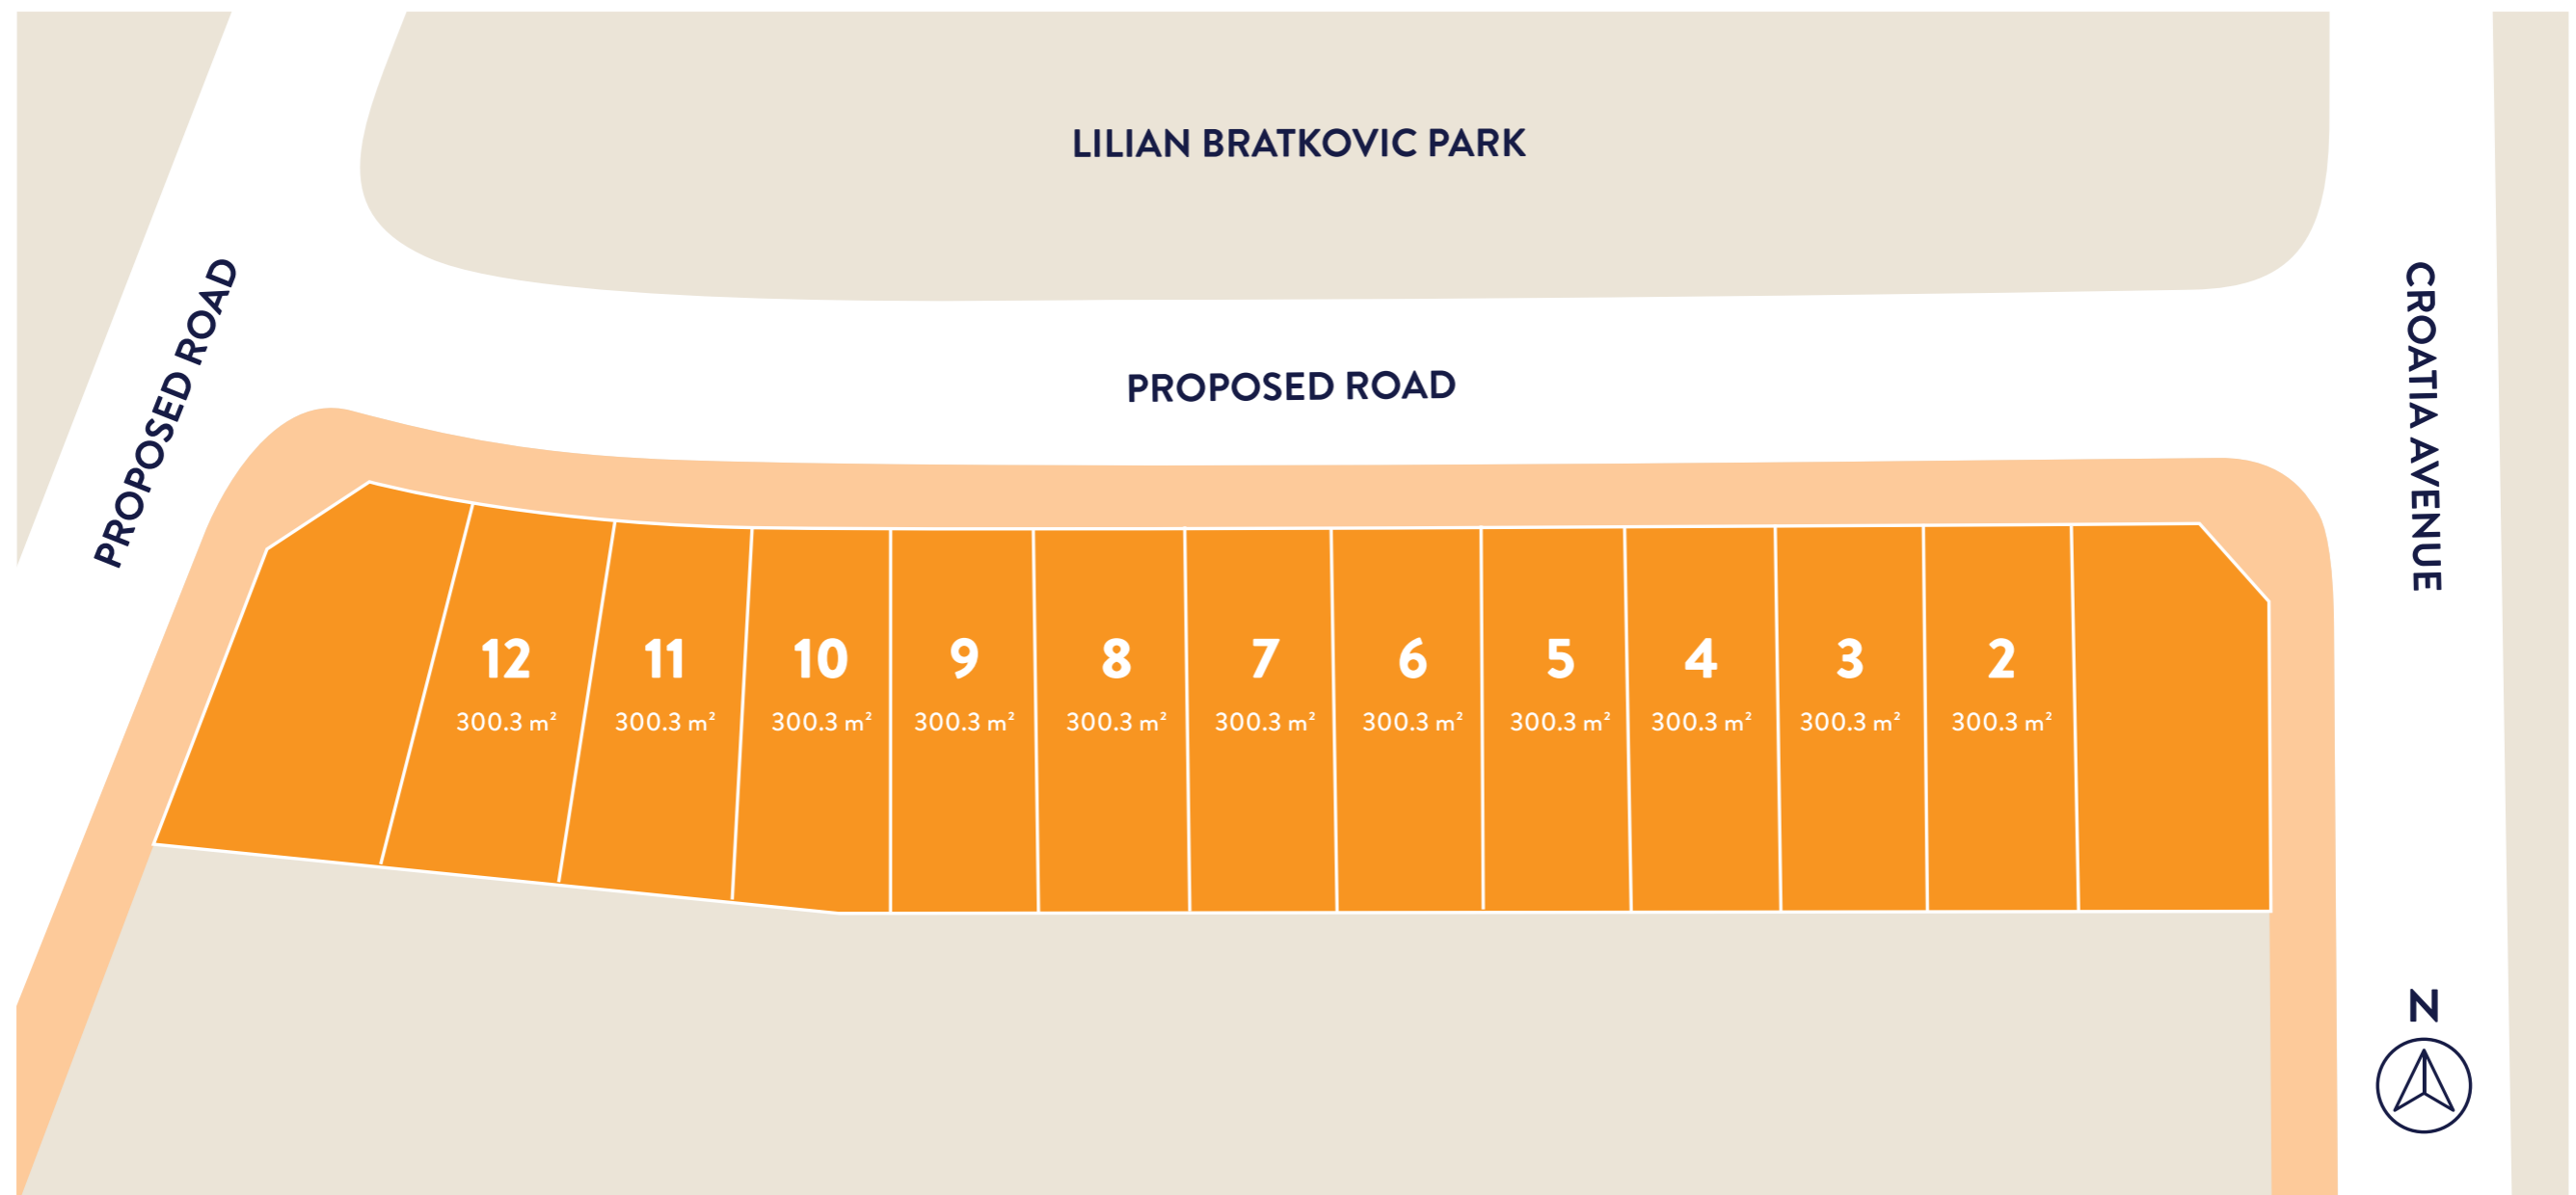 LILIAN BRATKOVIC PARK
PROPOSED ROAD
PROPOSED ROAD
CROATIA AVENUE
12
300.3 m²
11
300.3 m²
10
300.3 m²
9
300.3 m²
8
300.3 m²
7
300.3 m²
6
300.3 m²
5
300.3 m²
4
300.3 m²
3
300.3 m²
2
300.3 m²
N